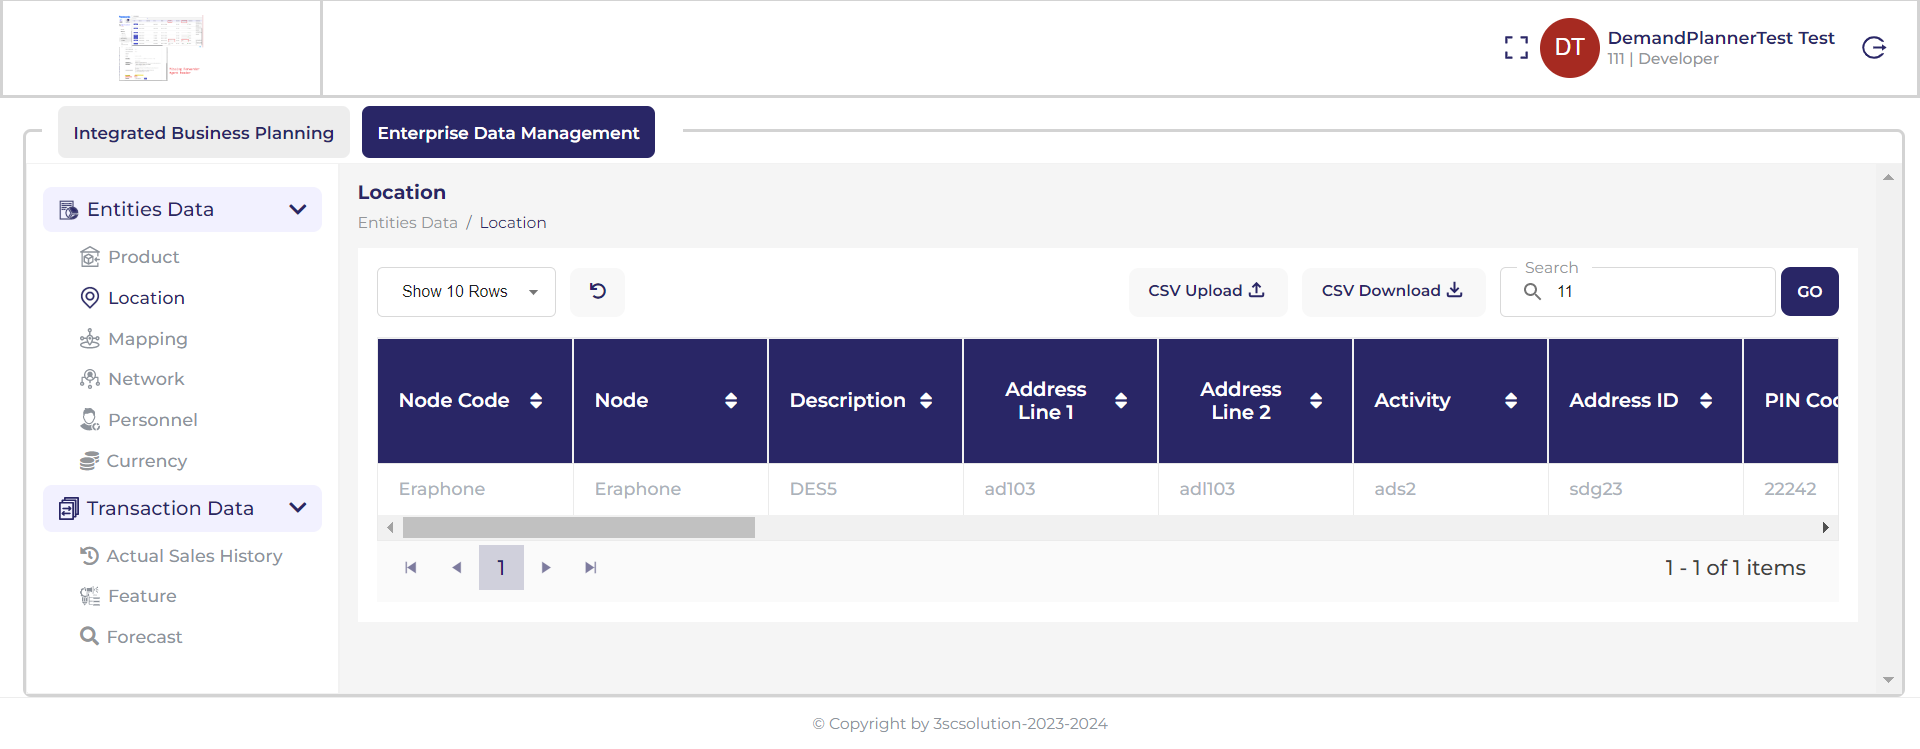 DT
DemandPlannerTest Test
111 | Developer
Integrated Business Planning
Enterprise Data Management
Entities Data
Product
Location
Mapping
Network
Personnel
Currency
Transaction Data
Actual Sales History
Feature
Forecast
Location
Entities Data / Location
Show 10 Rows
CSV Upload
CSV Download
Search
11
GO
Node Code
Node
Description
Address
Line 1
Address
Line 2
Activity
Address ID
PIN Co
Eraphone
Eraphone
DES5
ad103
adl103
ads2
sdg23
22242
1
1 - 1 of 1 items
© Copyright by 3scsolution-2023-2024